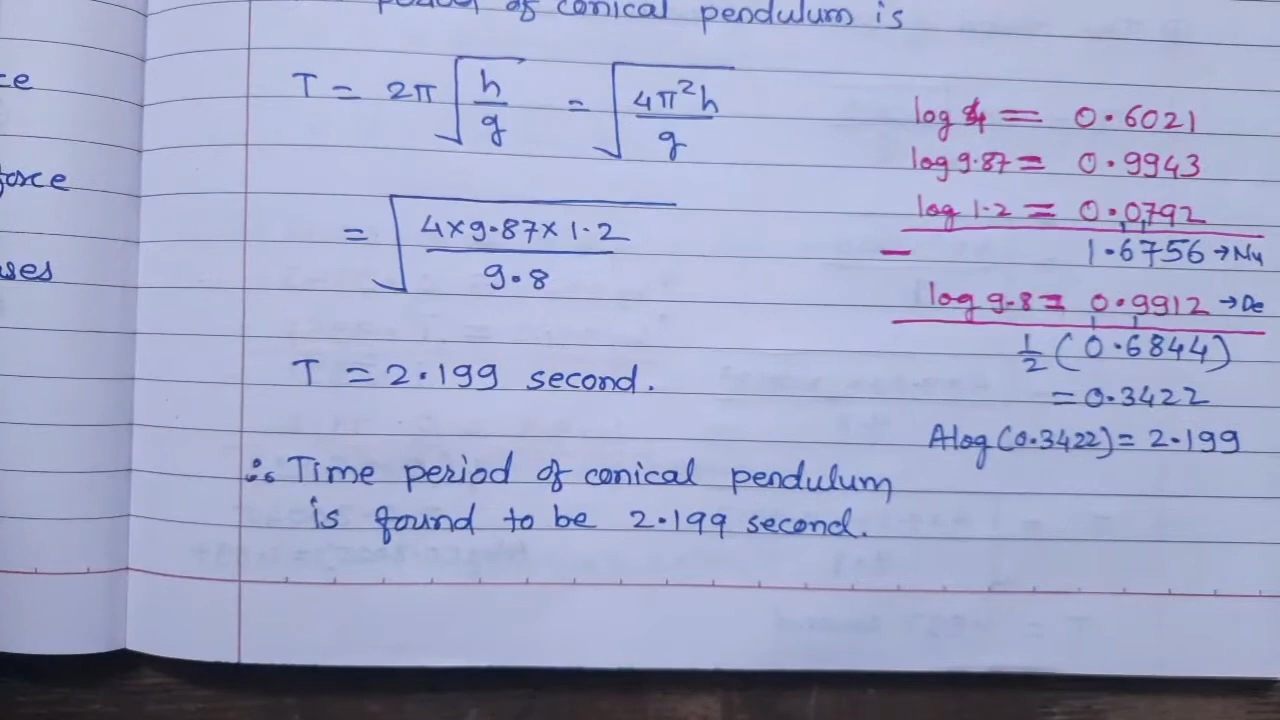 period of conical pendulum is
T = 2π √(h/g) = √(4π²h/g)
= √(4×9.87×1.2/9.8)
T = 2.199 second.
∴ Time period of conical pendulum
is found to be 2.199 second.
log 4 = 0.6021
log 9.87 = 0.9943
log 1.2 = 0.0792
1.6756 → Nu
– log 9.8 = 0.9912 → De
½ (0.6844)
= 0.3422
Alog (0.3422) = 2.199